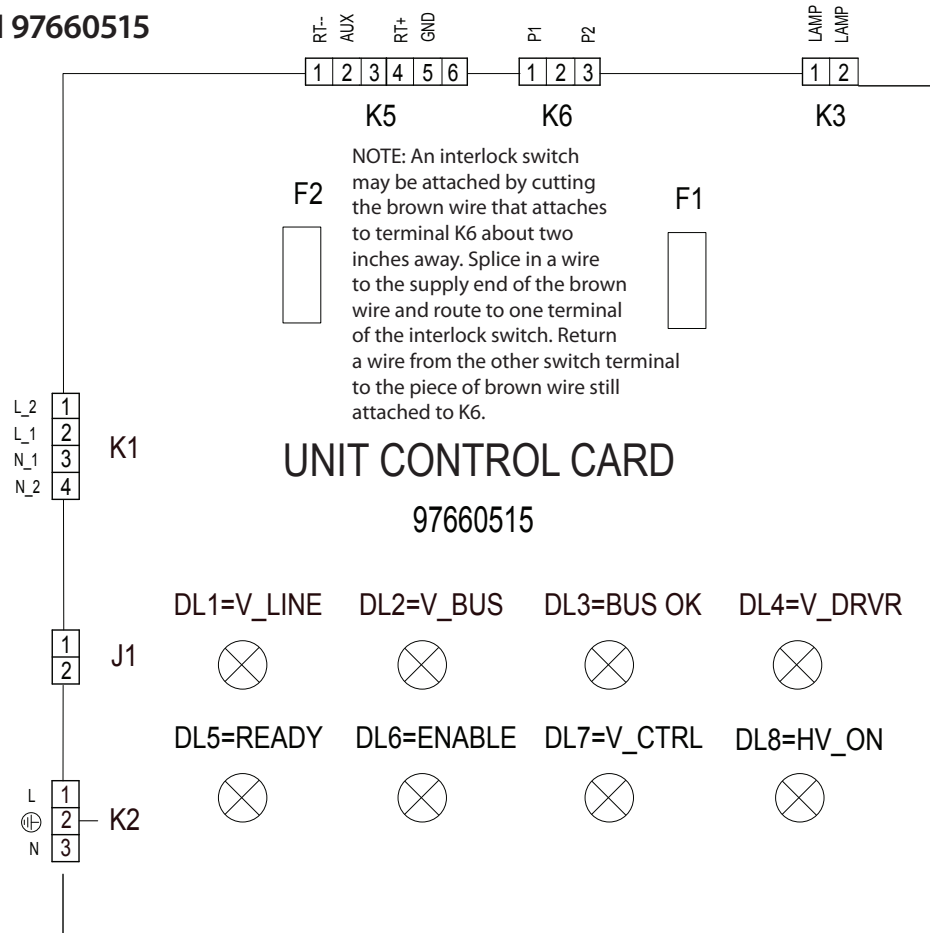 97660515
RT-- AUX RT+ GND P1 P2 LAMP LAMP
1 2 3 4 5 6 1 2 3 1 2
K5 K6 K3
NOTE: An interlock switch
may be attached by cutting
the brown wire that attaches
to terminal K6 about two
inches away. Splice in a wire
to the supply end of the brown
wire and route to one terminal
of the interlock switch. Return
a wire from the other switch terminal
to the piece of brown wire still
attached to K6.
F2
F1
L_2 1
L_1 2
N_1 3
N_2 4
K1
UNIT CONTROL CARD
97660515
DL1=V_LINE DL2=V_BUS DL3=BUS OK DL4=V_DRVR
1
2
J1
DL5=READY DL6=ENABLE DL7=V_CTRL DL8=HV_ON
L 1
2 K2
N 3